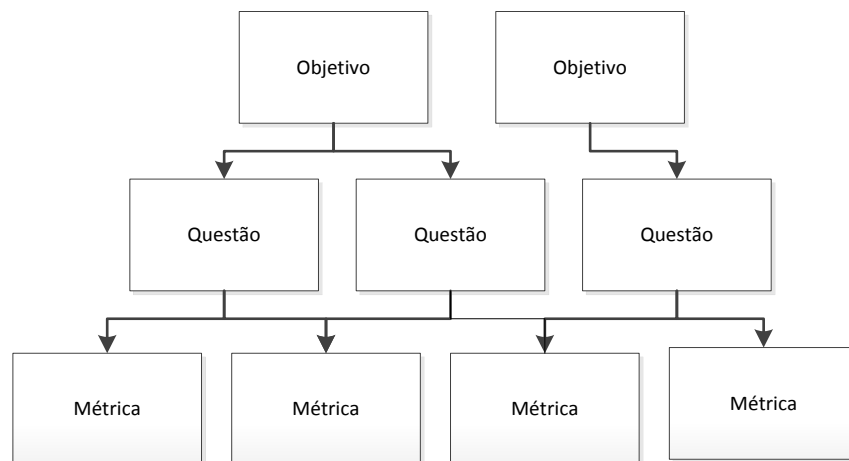 Objetivo
Objetivo
Questão
Questão
Questão
Métrica
Métrica
Métrica
Métrica